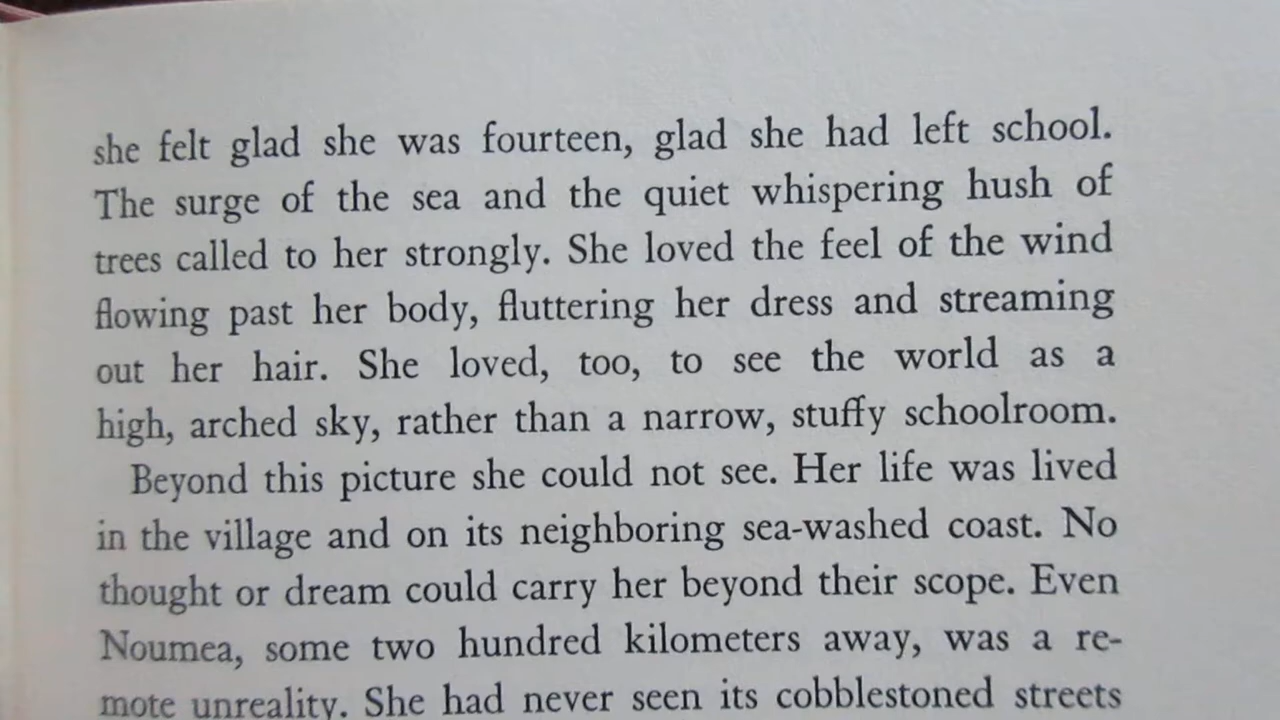 she felt glad she was fourteen, glad she had left school.
The surge of the sea and the quiet whispering hush of
trees called to her strongly. She loved the feel of the wind
flowing past her body, fluttering her dress and streaming
out her hair. She loved, too, to see the world as a
high, arched sky, rather than a narrow, stuffy schoolroom.
Beyond this picture she could not see. Her life was lived
in the village and on its neighboring sea-washed coast. No
thought or dream could carry her beyond their scope. Even
Noumea, some two hundred kilometers away, was a re-
mote unreality. She had never seen its cobblestoned streets